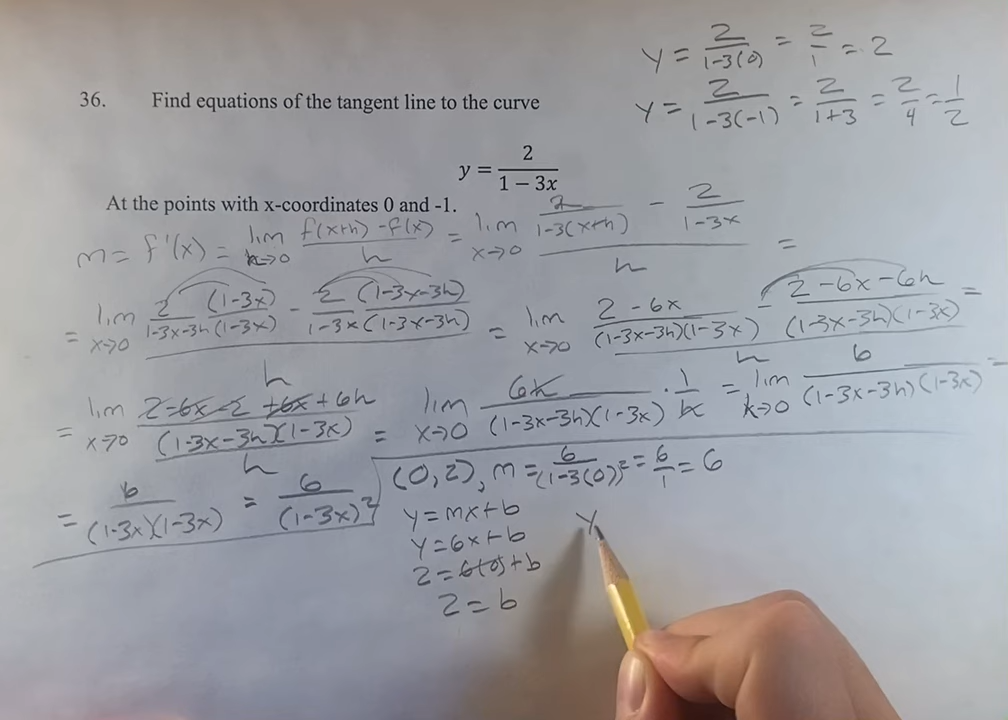 y = 2/(1-3(0)) = 2/1 = 2
y = 2/(1-3(-1)) = 2/(1+3) = 2/4 = 1/2
36. Find equations of the tangent line to the curve
y = 2/(1 − 3x)
At the points with x-coordinates 0 and -1.
m = f'(x) = lim h→0 (f(x+h) - f(x))/h = lim x→0 (2/(1-3(x+h)) - 2/(1-3x))/h =
= lim x→0 (2 (1-3x)/(1-3x-3h(1-3x)) - 2 (1-3x-3h)/(1-3x(1-3x-3h)))/h = lim x→0 ((2-6x)/((1-3x-3h)(1-3x)) - (2-6x-6h)/((1-3x-3h)(1-3x)))/h =
= lim x→0 ((2-6x-2+6x+6h)/((1-3x-3h)(1-3x)))/h = lim x→0 6h/((1-3x-3h)(1-3x)) · 1/h = lim h→0 6/((1-3x-3h)(1-3x)) =
= 6/((1-3x)(1-3x)) = 6/(1-3x)²
(0,2), m = 6/(1-3(0))² = 6/1 = 6
y = mx+b
y = 6x+b
2 = 6(0)+b
2 = b
y